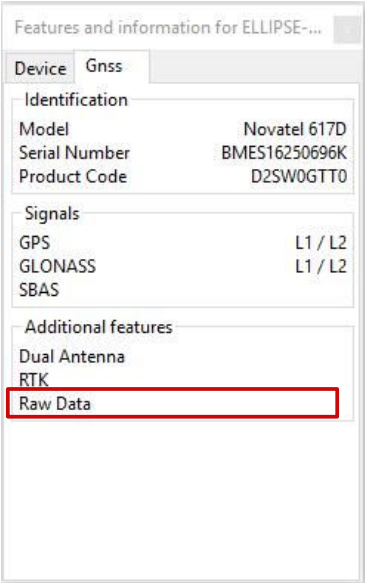 Features and information for ELLIPSE-...
Device Gnss
Identification
Model Novatel 617D
Serial Number BMES16250696K
Product Code D2SW0GTT0
Signals
GPS L1 / L2
GLONASS L1 / L2
SBAS
Additional features
Dual Antenna
RTK
Raw Data